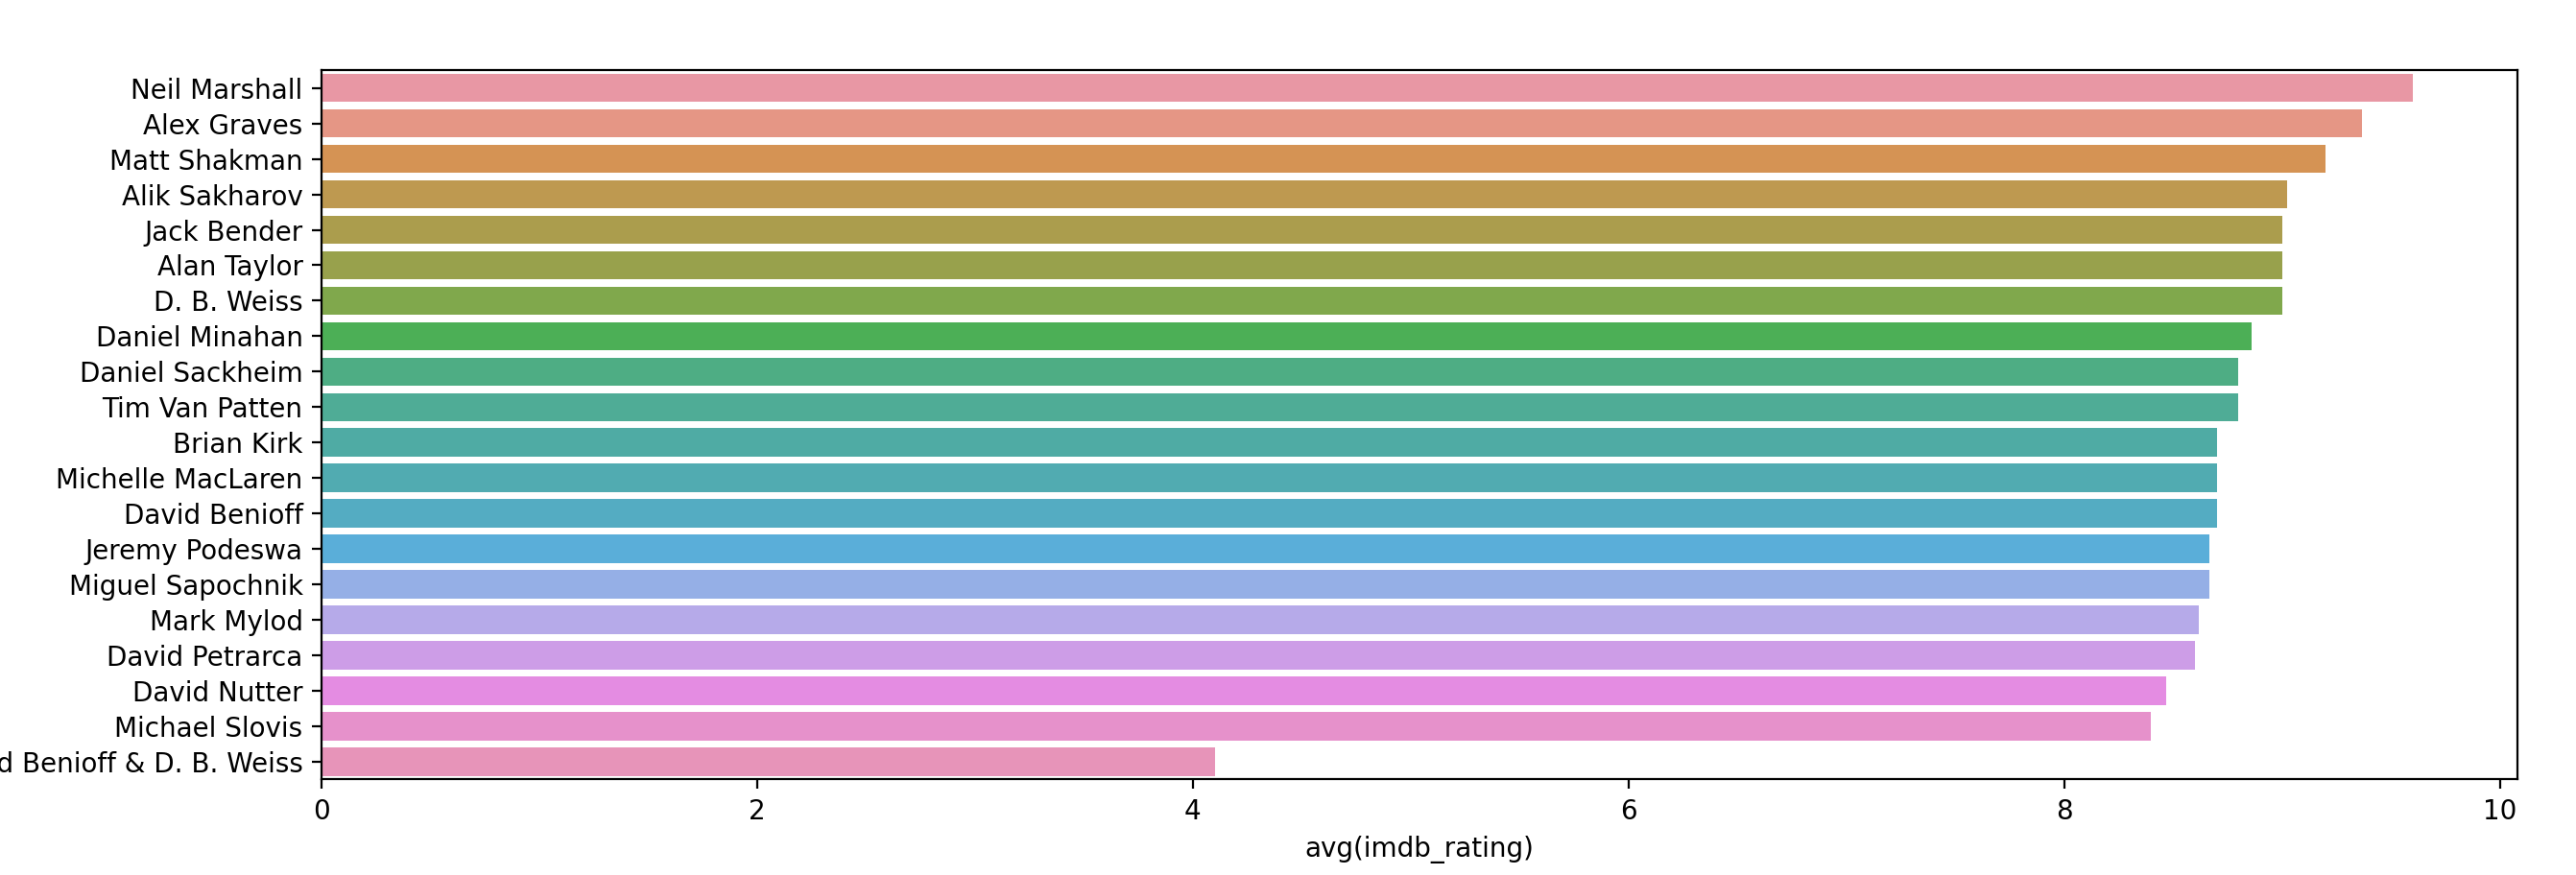 Neil Marshall
Alex Graves
Matt Shakman
Alik Sakharov
Jack Bender
Alan Taylor
D. B. Weiss
Daniel Minahan
Daniel Sackheim
Tim Van Patten
Brian Kirk
Michelle MacLaren
David Benioff
Jeremy Podeswa
Miguel Sapochnik
Mark Mylod
David Petrarca
David Nutter
Michael Slovis
d Benioff & D. B. Weiss
0 2 4 6 8 10
avg(imdb_rating)